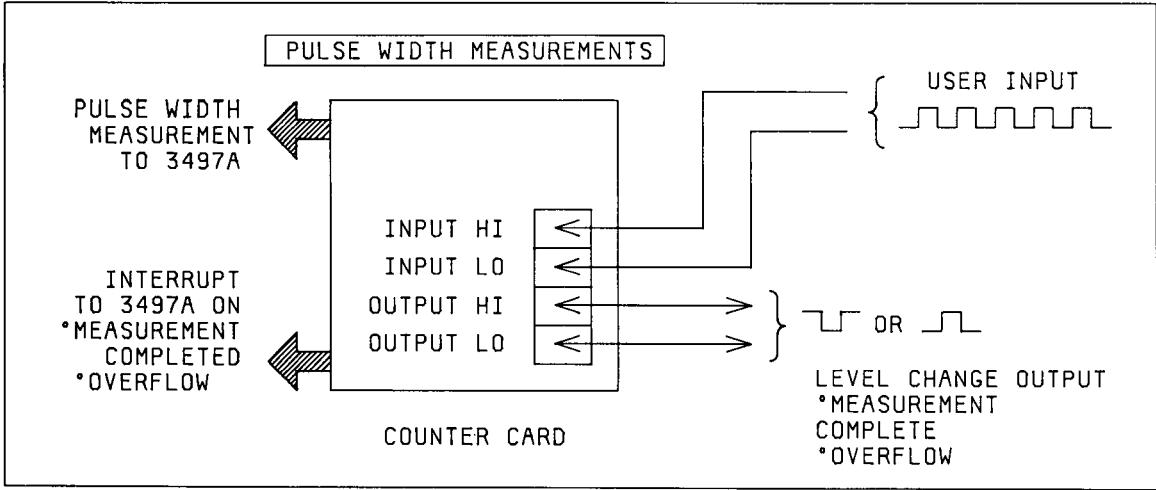 PULSE WIDTH MEASUREMENTS
PULSE WIDTH
MEASUREMENT
TO 3497A
USER INPUT
INPUT HI
INPUT LO
OUTPUT HI
OUTPUT LO
INTERRUPT
TO 3497A ON
°MEASUREMENT
COMPLETED
°OVERFLOW
OR
LEVEL CHANGE OUTPUT
°MEASUREMENT
COMPLETE
°OVERFLOW
COUNTER CARD